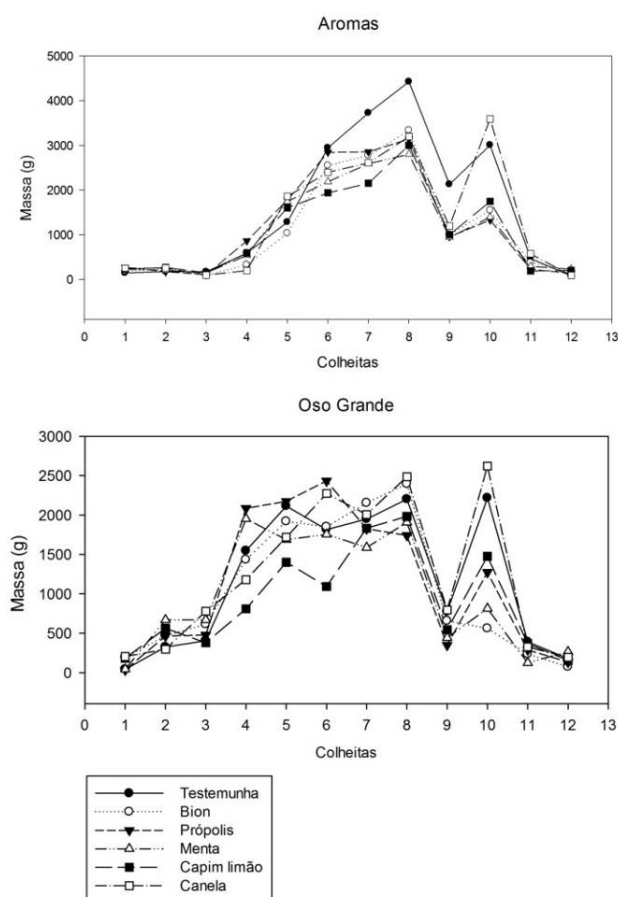 Aromas
5000
4000
3000
2000
1000
0
Massa (g)
0 1 2 3 4 5 6 7 8 9 10 11 12 13
Colheitas
Oso Grande
3000
2500
2000
1500
1000
500
0
Massa (g)
0 1 2 3 4 5 6 7 8 9 10 11 12 13
Colheitas
Testemunha
Bion
Própolis
Menta
Capim limão
Canela